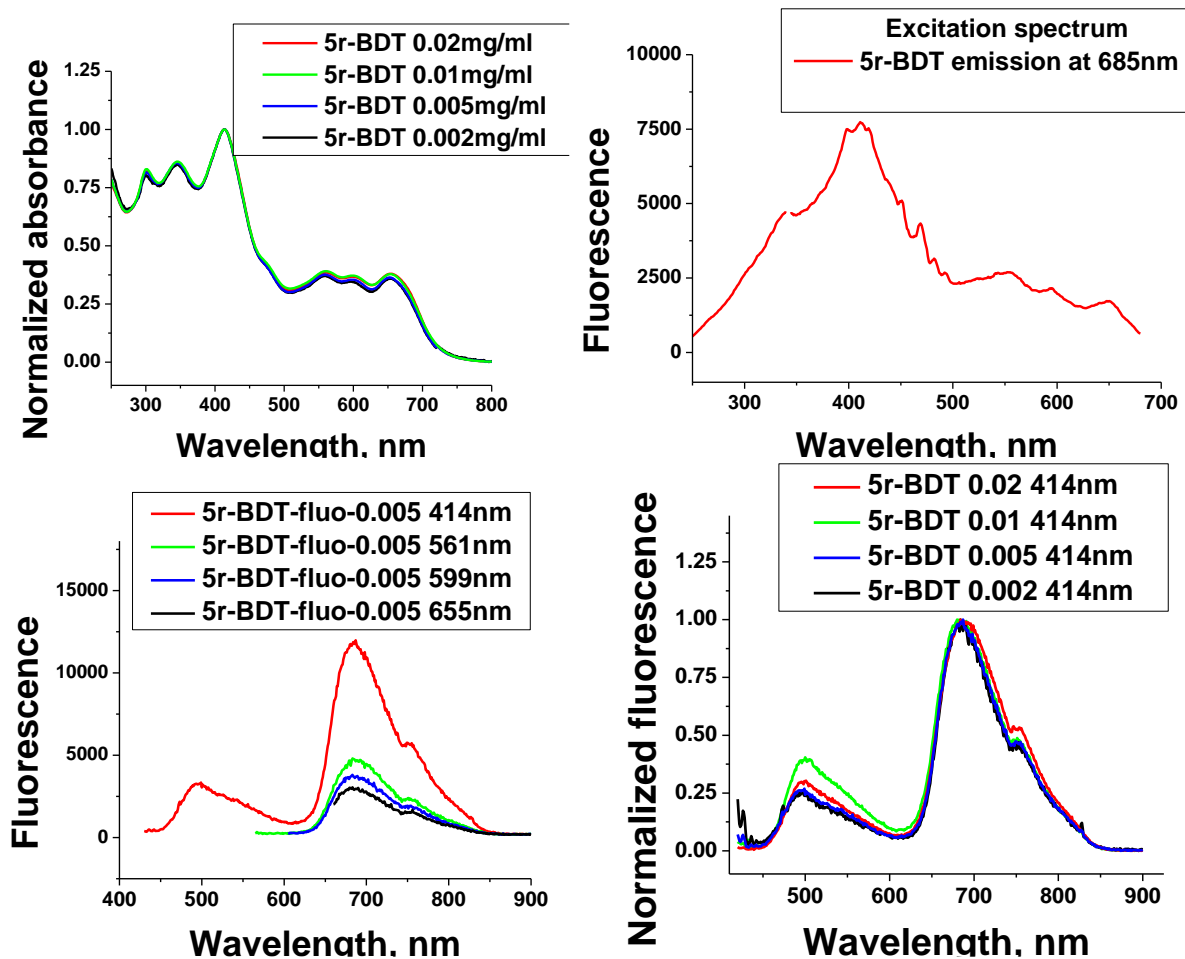 5r-BDT 0.02mg/ml
5r-BDT 0.01mg/ml
5r-BDT 0.005mg/ml
5r-BDT 0.002mg/ml
1.25
1.00
0.75
0.50
0.25
0.00
300 400 500 600 700 800
Normalized absorbance
Wavelength, nm
Excitation spectrum
5r-BDT emission at 685nm
10000
7500
5000
2500
0
300 400 500 600 700
Fluorescence
Wavelength, nm
5r-BDT-fluo-0.005 414nm
5r-BDT-fluo-0.005 561nm
5r-BDT-fluo-0.005 599nm
5r-BDT-fluo-0.005 655nm
15000
10000
5000
0
400 500 600 700 800 900
Fluorescence
Wavelength, nm
5r-BDT 0.02 414nm
5r-BDT 0.01 414nm
5r-BDT 0.005 414nm
5r-BDT 0.002 414nm
1.25
1.00
0.75
0.50
0.25
0.00
500 600 700 800 900
Normalized fluorescence
Wavelength, nm